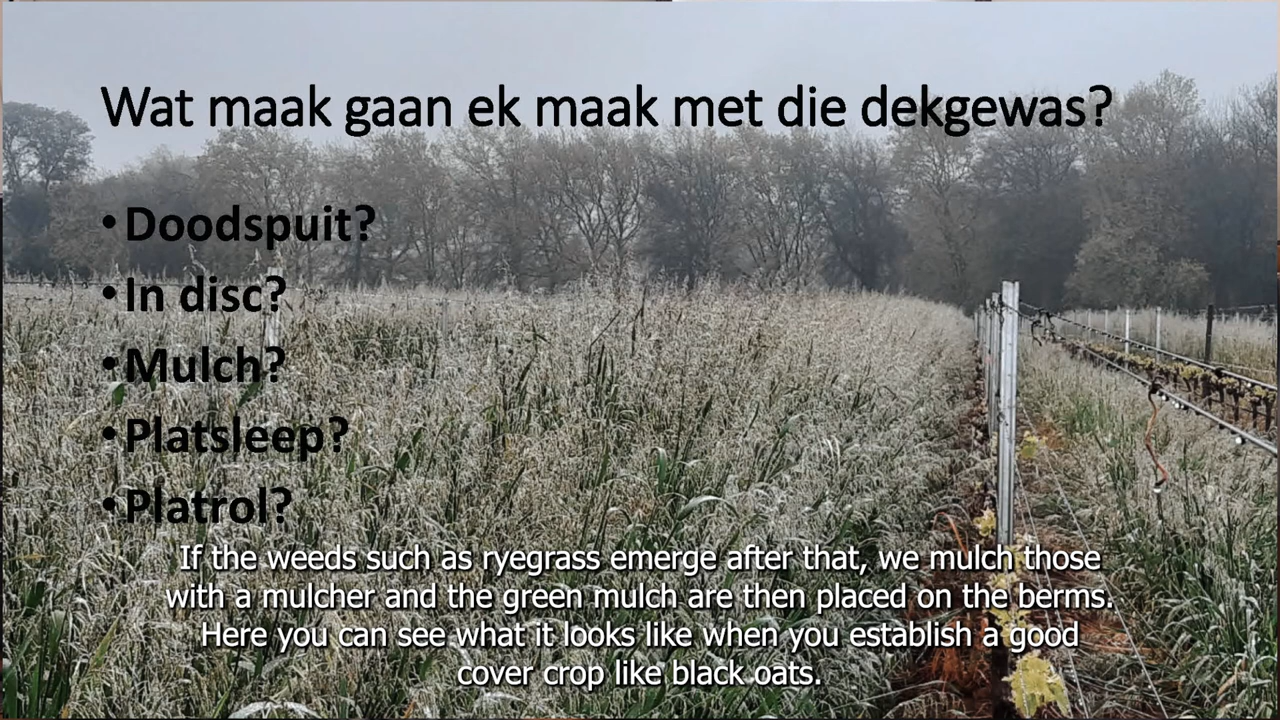 Wat maak gaan ek maak met die dekgewas?
•Doodspuit?
•In disc?
•Mulch?
•Platsleep?
•Platrol?
If the weeds such as ryegrass emerge after that, we mulch those
with a mulcher and the green mulch are then placed on the berms.
Here you can see what it looks like when you establish a good
cover crop like black oats.